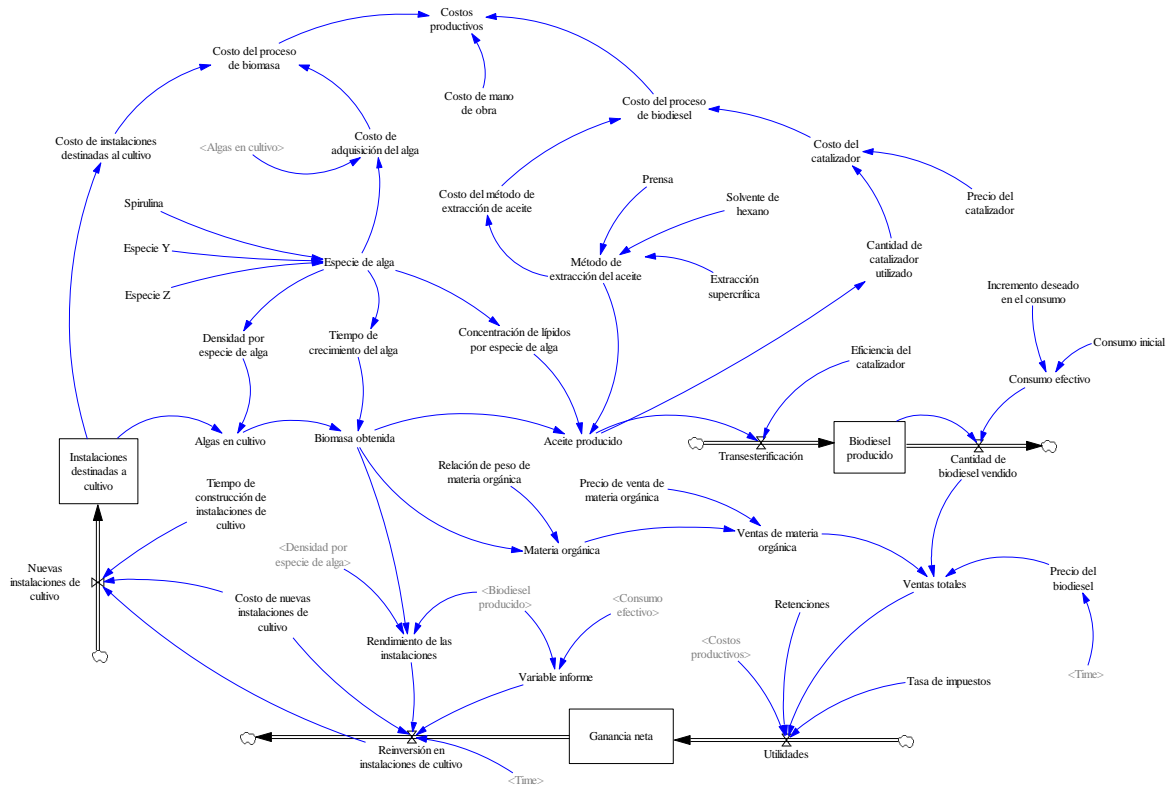 Costos
productivos
Costo del proceso
de biomasa
Costo de mano
de obra
Costo del proceso
de biodiesel
Costo de instalaciones
destinadas al cultivo
<Algas en cultivo>
Costo de
adquisición del alga
Costo del
catalizador
Prensa
Costo del método de
extracción de aceite
Solvente de
hexano
Precio del
catalizador
Spirulina
Especie Y
Especie Z
Especie de alga
Método de
extracción del aceite
Extracción
supercrítica
Cantidad de
catalizador
utilizado
Incremento deseado
en el consumo
Consumo inicial
Consumo efectivo
Densidad por
especie de alga
Tiempo de
crecimiento del alga
Concentración de lípidos
por especie de alga
Eficiencia del
catalizador
Instalaciones
destinadas a
cultivo
Algas en cultivo
Biomasa obtenida
Aceite producido
Transesterificación
Biodiesel
producido
Cantidad de
biodiesel vendido
Tiempo de
construcción de
instalaciones de
cultivo
Relación de peso de
materia orgánica
Precio de venta de
materia orgánica
Materia orgánica
Ventas de materia
orgánica
Ventas totales
Precio del
biodiesel
<Time>
Nuevas
instalaciones de
cultivo
Costo de nuevas
instalaciones de
cultivo
<Densidad por
especie de alga>
<Biodiesel
producido>
<Consumo
efectivo>
Rendimiento de las
instalaciones
Variable informe
Retenciones
<Costos
productivos>
Tasa de impuestos
Reinversión en
instalaciones de cultivo
Ganancia neta
Utilidades
<Time>